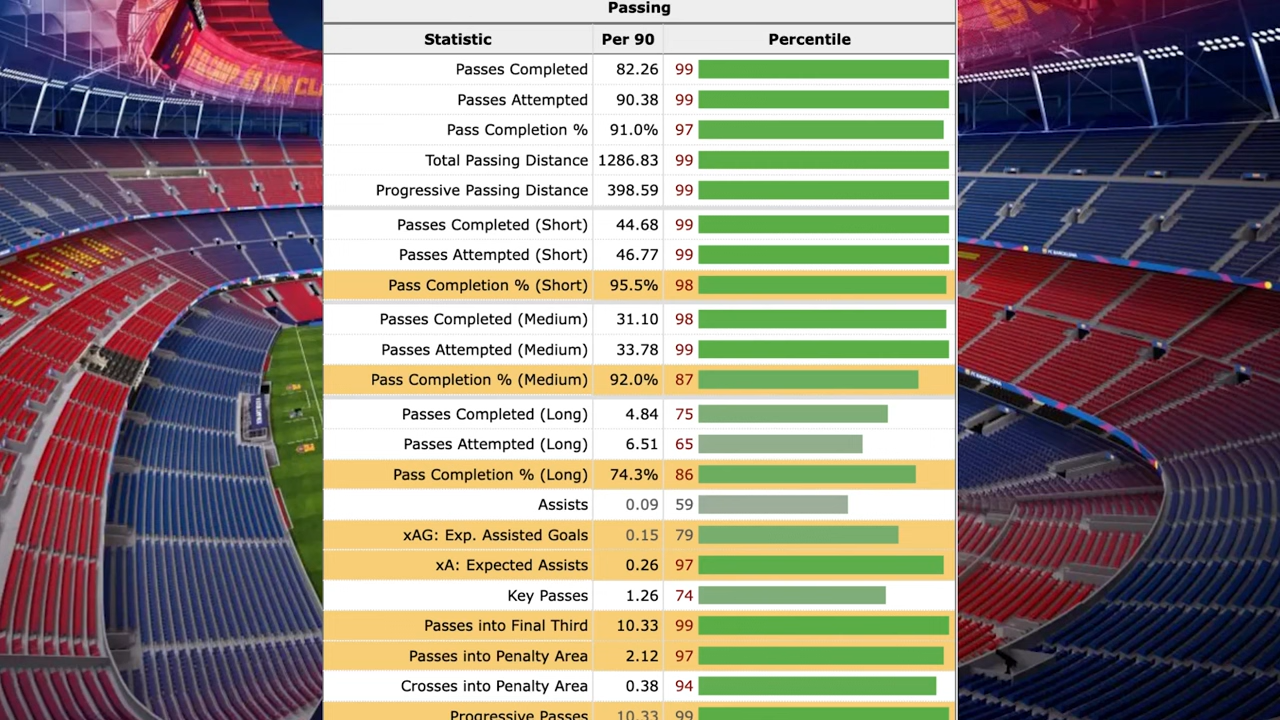 Passing
Statistic Per 90 Percentile
Passes Completed 82.26 99
Passes Attempted 90.38 99
Pass Completion % 91.0% 97
Total Passing Distance 1286.83 99
Progressive Passing Distance 398.59 99
Passes Completed (Short) 44.68 99
Passes Attempted (Short) 46.77 99
Pass Completion % (Short) 95.5% 98
Passes Completed (Medium) 31.10 98
Passes Attempted (Medium) 33.78 99
Pass Completion % (Medium) 92.0% 87
Passes Completed (Long) 4.84 75
Passes Attempted (Long) 6.51 65
Pass Completion % (Long) 74.3% 86
Assists 0.09 59
xAG: Exp. Assisted Goals 0.15 79
xA: Expected Assists 0.26 97
Key Passes 1.26 74
Passes into Final Third 10.33 99
Passes into Penalty Area 2.12 97
Crosses into Penalty Area 0.38 94
Progressive Passes 10.33 99